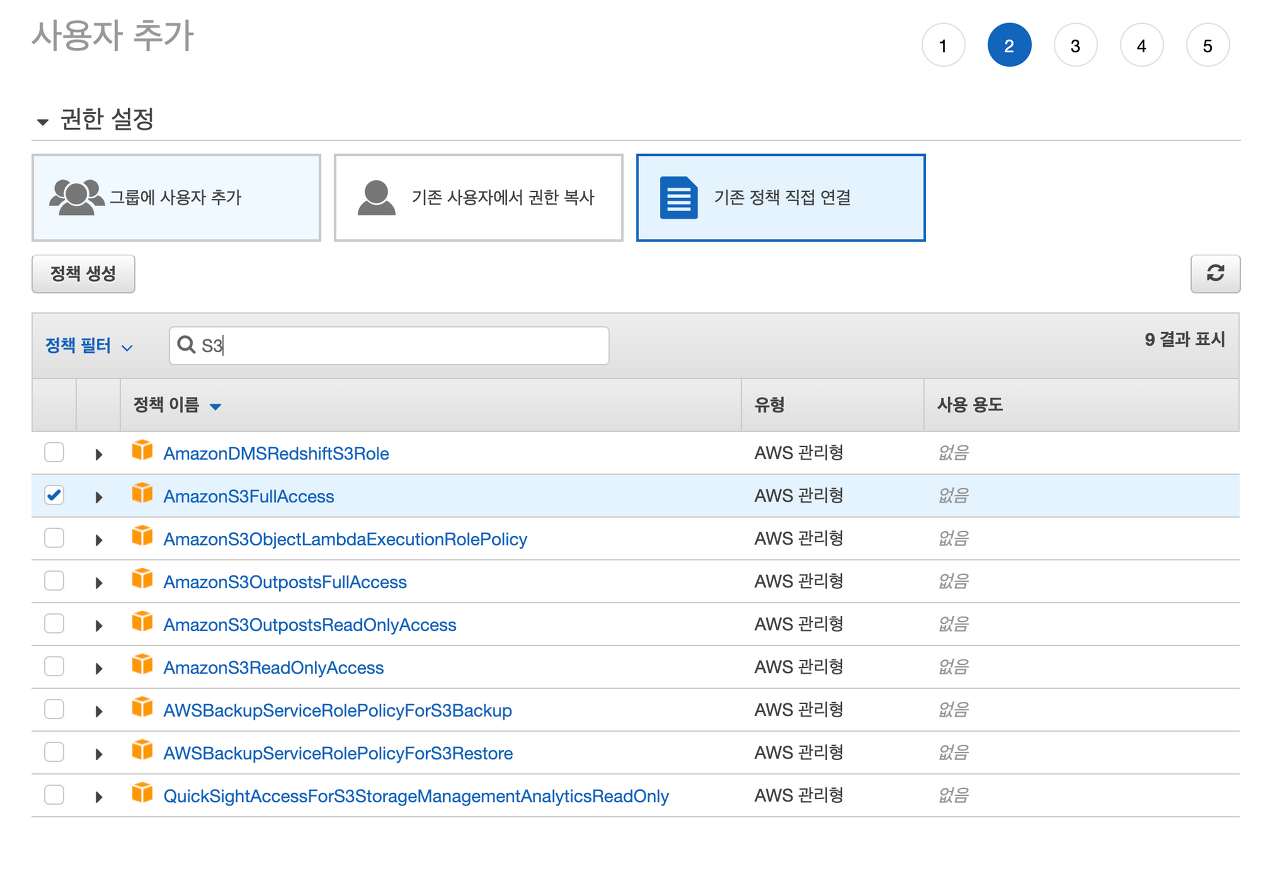 사용자 추가
1 2 3 4 5
권한 설정
그룹에 사용자 추가 기존 사용자에서 권한 복사 기존 정책 직접 연결
정책 생성
정책 필터 S3 9 결과 표시
정책 이름 유형 사용 용도
AmazonDMSRedshiftS3Role AWS 관리형 없음
AmazonS3FullAccess AWS 관리형 없음
AmazonS3ObjectLambdaExecutionRolePolicy AWS 관리형 없음
AmazonS3OutpostsFullAccess AWS 관리형 없음
AmazonS3OutpostsReadOnlyAccess AWS 관리형 없음
AmazonS3ReadOnlyAccess AWS 관리형 없음
AWSBackupServiceRolePolicyForS3Backup AWS 관리형 없음
AWSBackupServiceRolePolicyForS3Restore AWS 관리형 없음
QuickSightAccessForS3StorageManagementAnalyticsReadOnly AWS 관리형 없음